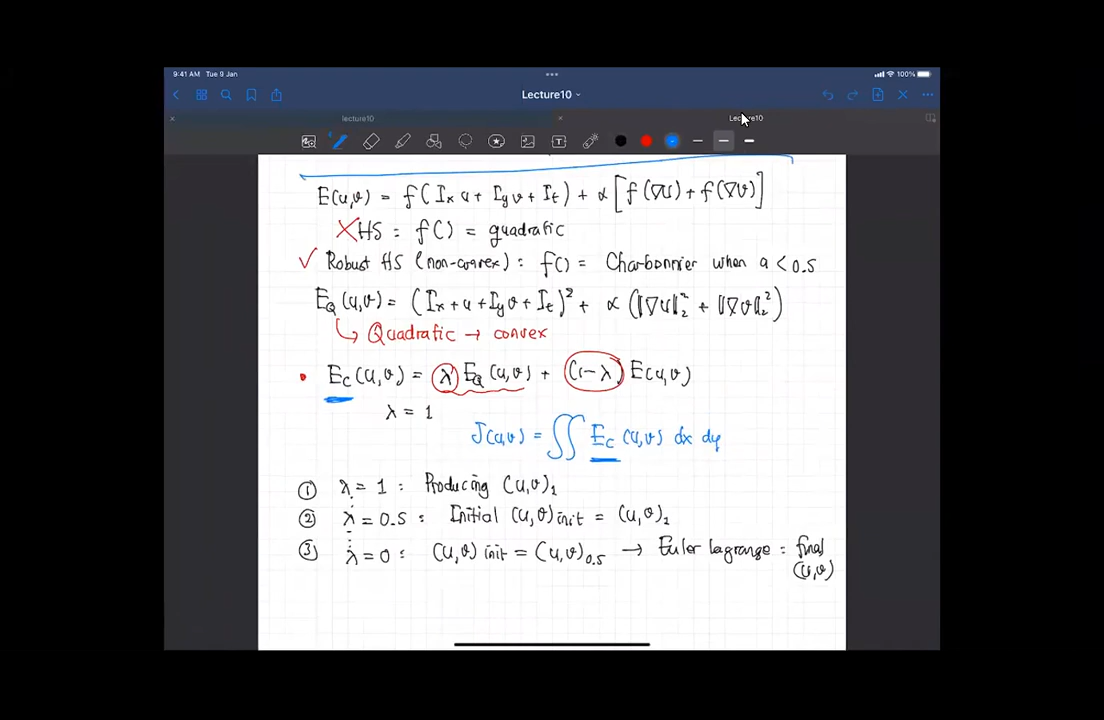 9:41 AM Tue 9 Jan
100%
Lecture10
lecture10
Lecture10
E(u,v) = f(Ix u + Iy v + It) + α [f(∇u) + f(∇v)]
XHS : f() = quadratic
✓ Robust HS (non-convex) : f() = Charbonnier when a < 0.5
EQ(u,v) = (Ix + u + Iy v + It)² + α (‖∇u‖₂² + ‖∇v‖₂²)
↳ Quadratic → convex
• Ec(u,v) = λ EQ(u,v) + (1-λ) E(u,v)
λ = 1
J(u,v) = ∬ Ec (u,v) dx dy
① λ = 1 : Producing (u,v)₁
② λ = 0.5 : Initial (u,v)init = (u,v)₂
③ λ = 0 : (u,v) init = (u,v)0.5 → Euler lagrange : final
(u,v)